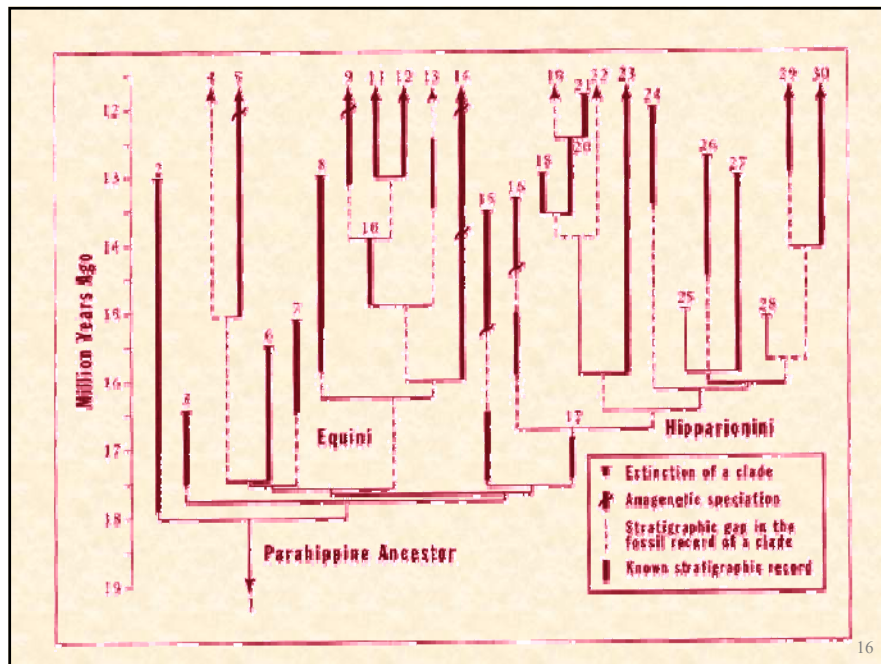 4 5 9 11 12 13 14 19 21 22 23 24 29 30
12
20
26
8 18 27
13
2
15 16
14
10
Million Years Ago
15
25 28
7
6
16
3
17
Equini
Hipparionini
17
Extinction of a clade
Anagenetic speciation
18
Stratigraphic gap in the
fossil record of a clade
Parahippine Ancestor
Known stratigraphic record
19
1
16